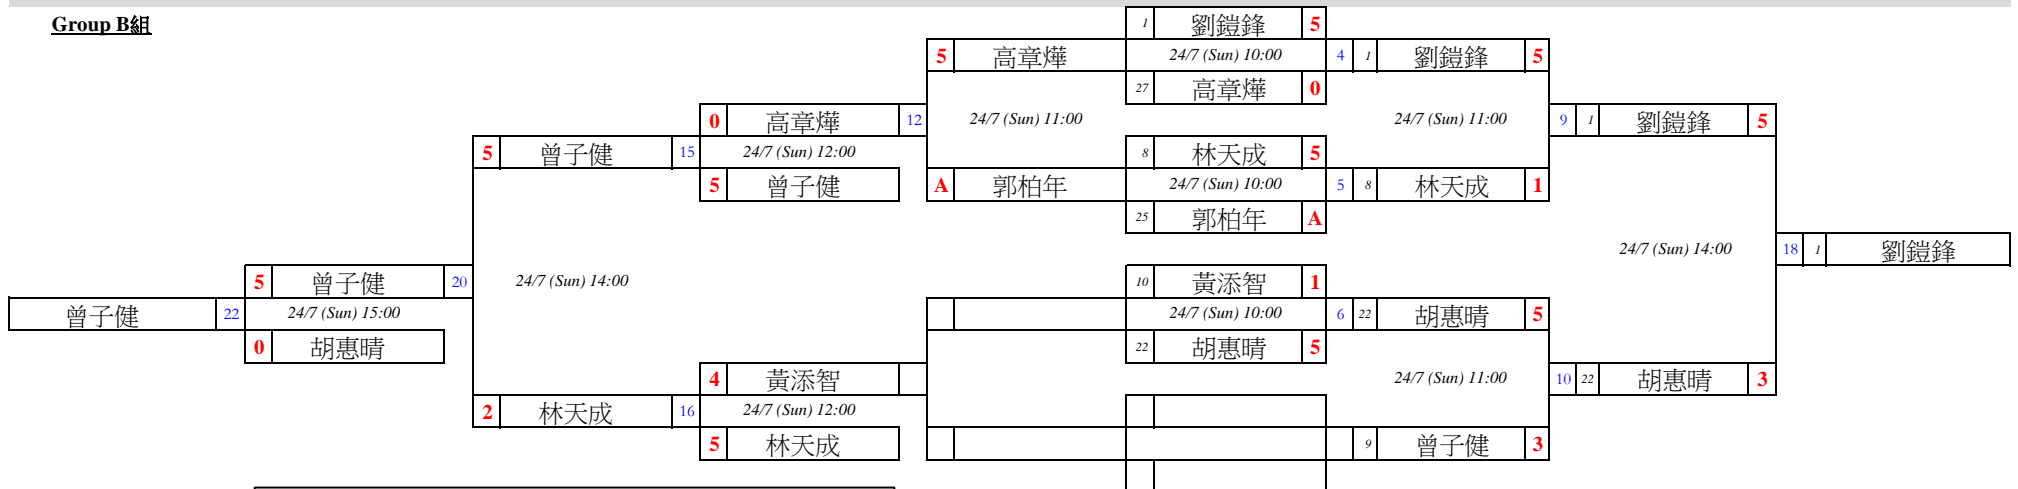 Group B組
1 劉鎧鋒 5
5 高章燁 24/7 (Sun) 10:00 4 1 劉鎧鋒 5
27 高章燁 0
0 高章燁 12 24/7 (Sun) 11:00 24/7 (Sun) 11:00 9 1 劉鎧鋒 5
5 曾子健 15 24/7 (Sun) 12:00 8 林天成 5
5 曾子健 A 郭柏年 24/7 (Sun) 10:00 5 8 林天成 1
25 郭柏年 A
24/7 (Sun) 14:00 18 1 劉鎧鋒
5 曾子健 20 24/7 (Sun) 14:00 10 黃添智 1
曾子健 22 24/7 (Sun) 15:00 24/7 (Sun) 10:00 6 22 胡惠晴 5
0 胡惠晴 22 胡惠晴 5
4 黃添智 24/7 (Sun) 11:00 10 22 胡惠晴 3
2 林天成 16 24/7 (Sun) 12:00
5 林天成 9 曾子健 3